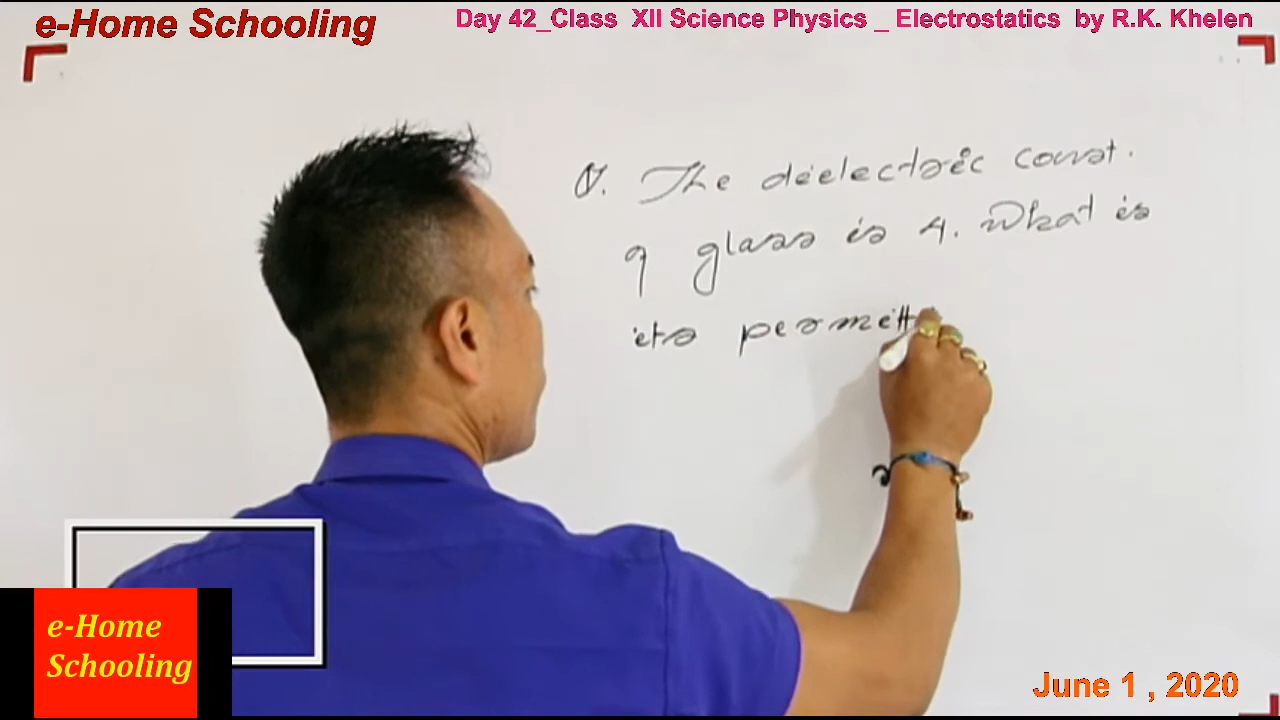 e-Home Schooling
Day 42_Class XII Science Physics _ Electrostatics by R.K. Khelen
Q. The dielectric const.
of glass is 4. What is
its permitt
e-Home
Schooling
June 1 , 2020